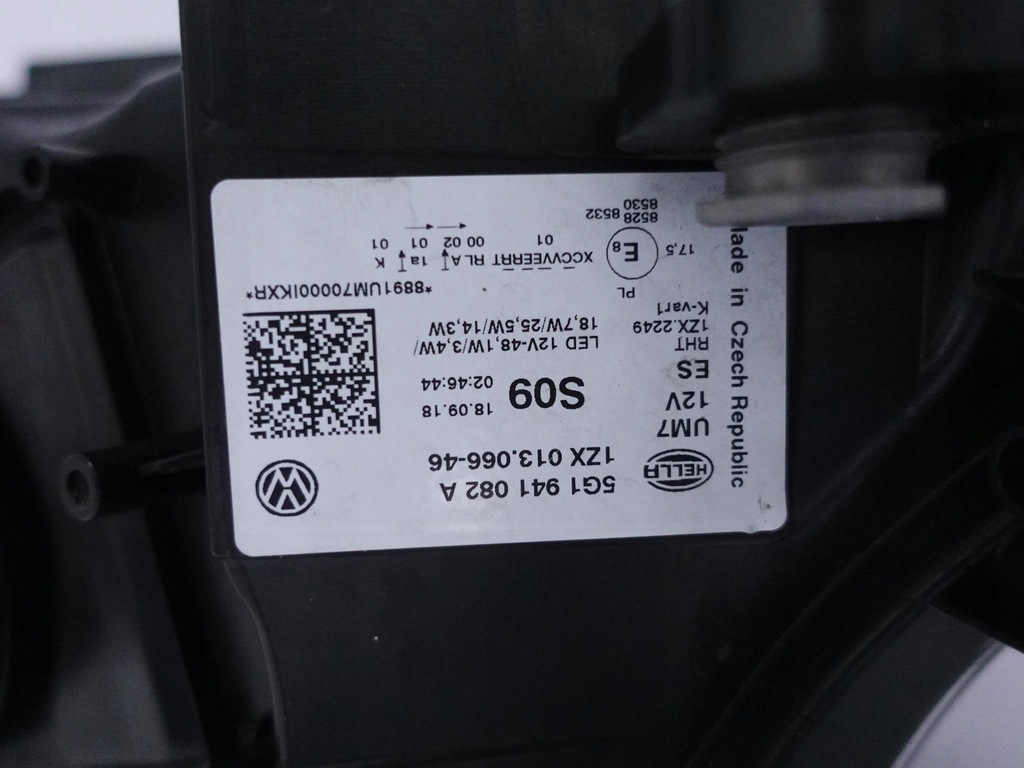 HELLA
5G1 941 082 A
1ZX 013.066-46
UM7
12V
ES
RHT
1ZX.2249
K-var1
S09
18.09.18
02:46:44
LED 12V-48,1W/3,4W/
18,7W/25,5W/14,3W
*8891UM70000IKXR*
PL
17,5
E8
XCCVEERRT RLA 1a K
01 00 02 01 01
8528 8532
8530
Made in Czech Republic